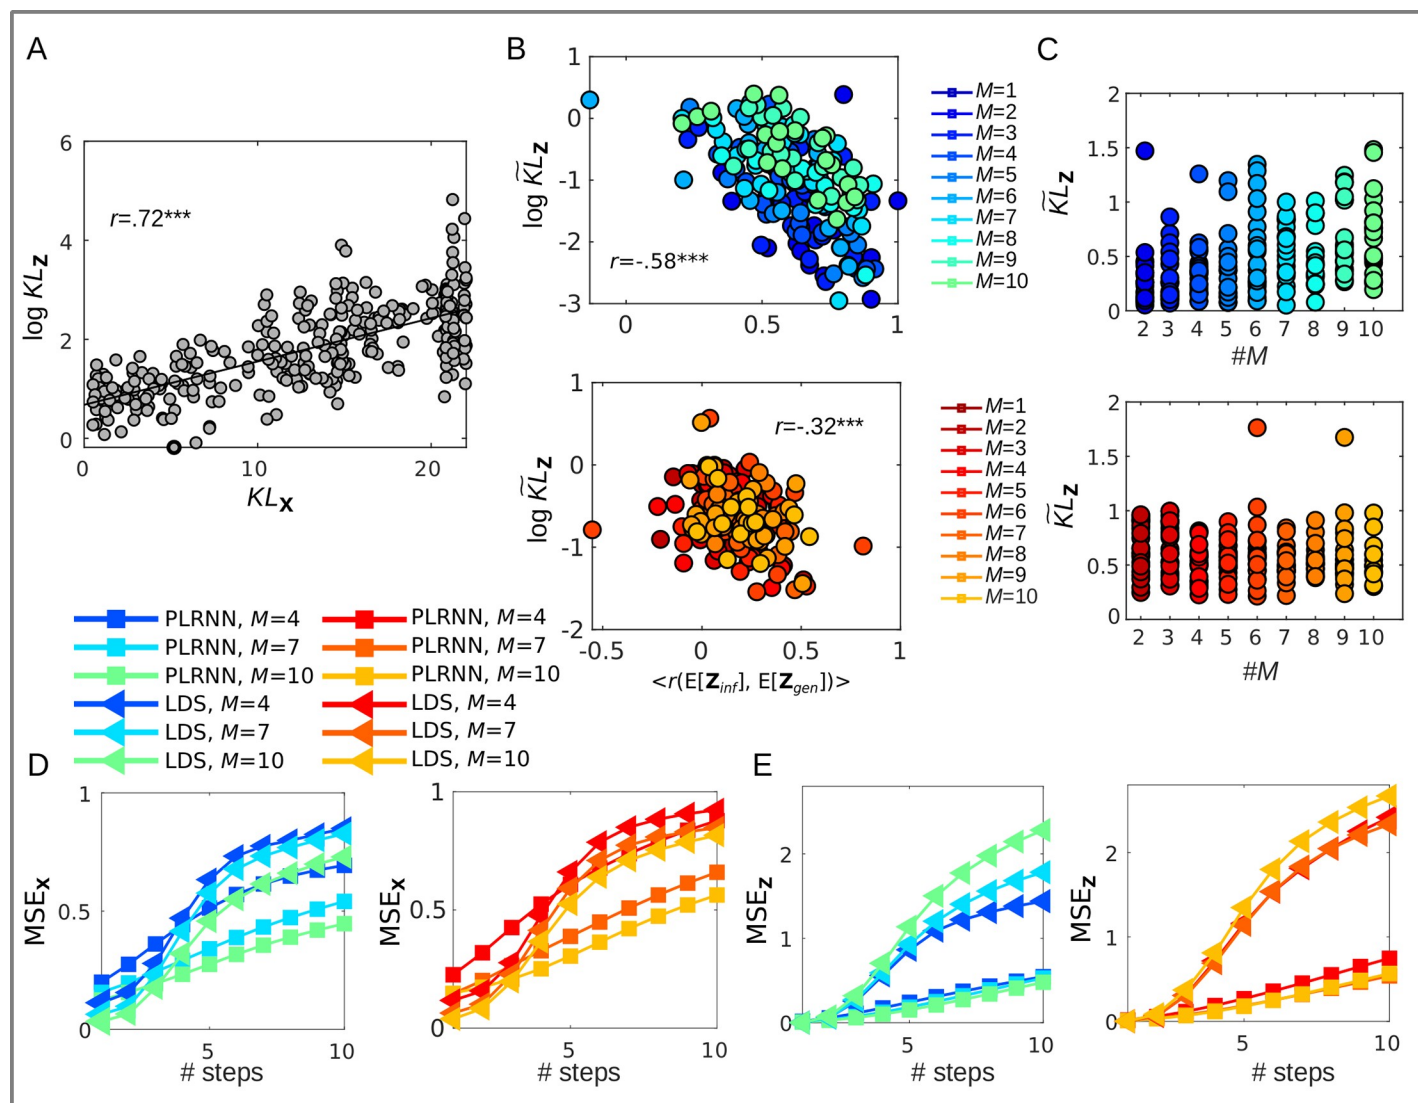 A
6
4
2
0
0
10
20
r=.72***
log KLZ
KLX
B
1
0
-1
-2
-3
0
0.5
1
log K̃LZ
r=-.58***
M=1
M=2
M=3
M=4
M=5
M=6
M=7
M=8
M=9
M=10
1
0
-1
-2
-0.5
0
0.5
1
log K̃LZ
r=-.32***
<r(E[Zinf], E[Zgen])>
M=1
M=2
M=3
M=4
M=5
M=6
M=7
M=8
M=9
M=10
C
2
1.5
1
0.5
0
2 3 4 5 6 7 8 9 10
K̃LZ
#M
2
1.5
1
0.5
0
2 3 4 5 6 7 8 9 10
K̃LZ
#M
PLRNN, M=4
PLRNN, M=7
PLRNN, M=10
LDS, M=4
LDS, M=7
LDS, M=10
PLRNN, M=4
PLRNN, M=7
PLRNN, M=10
LDS, M=4
LDS, M=7
LDS, M=10
D
1
0.5
0
5
10
MSEX
# steps
1
0.5
0
5
10
MSEX
# steps
E
2
1
0
5
10
MSEZ
# steps
2
1
0
5
10
MSEZ
# steps